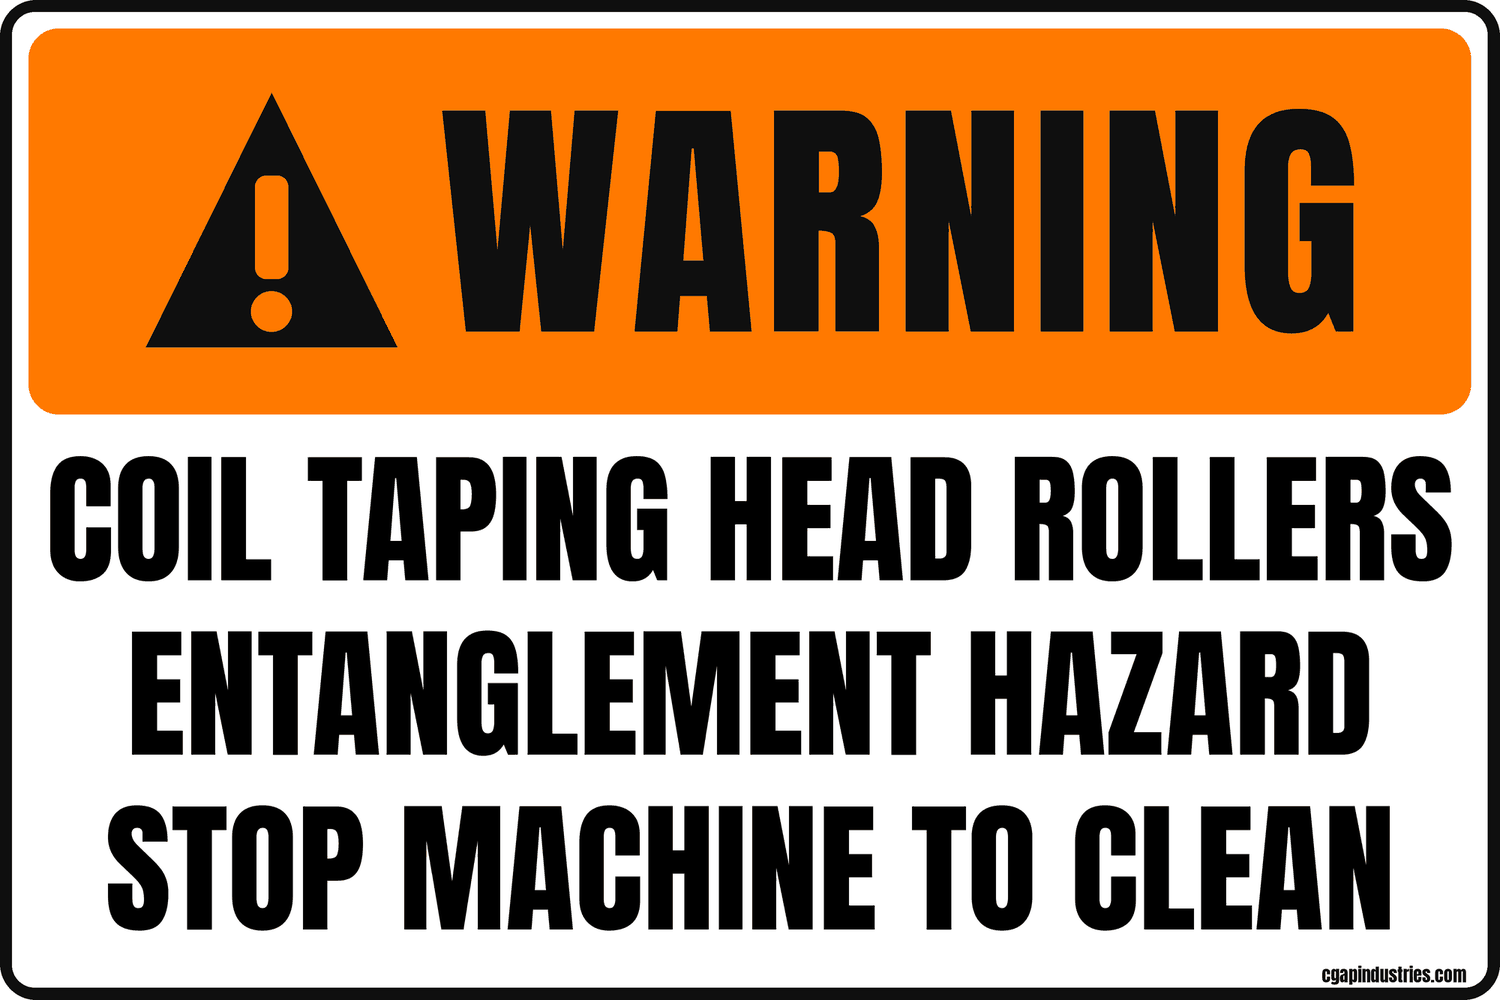 WARNING
COIL TAPING HEAD ROLLERS
ENTANGLEMENT HAZARD
STOP MACHINE TO CLEAN
cgapindustries.com